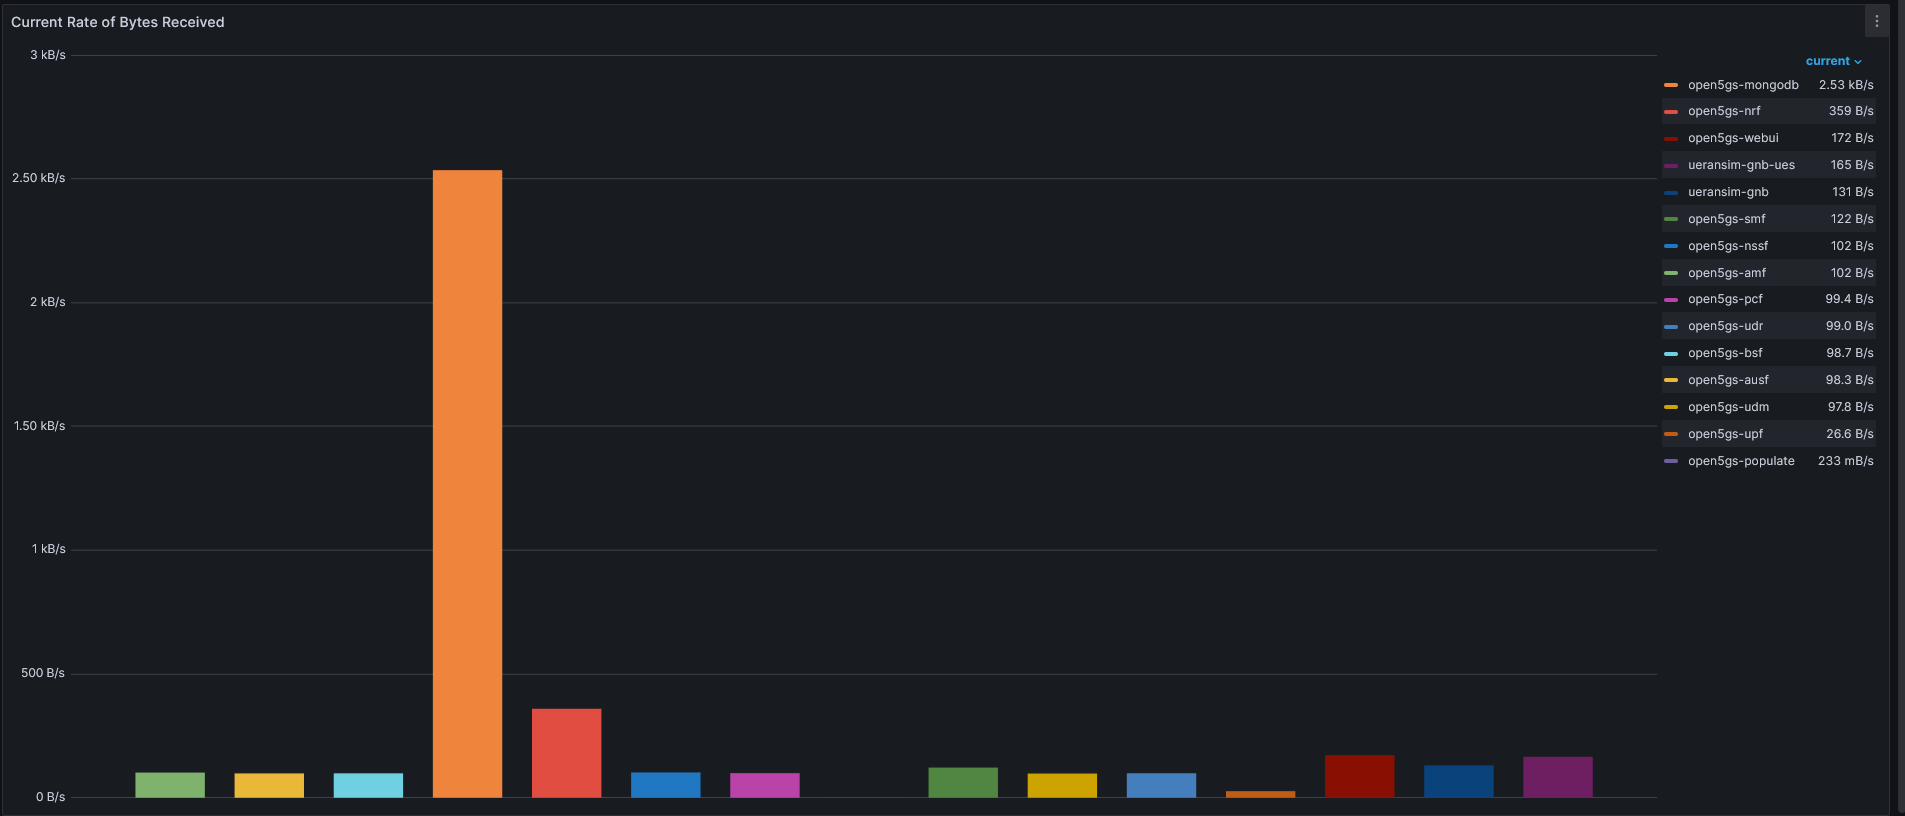 Current Rate of Bytes Received
3 kB/s
2.50 kB/s
2 kB/s
1.50 kB/s
1 kB/s
500 B/s
0 B/s
current
open5gs-mongodb 2.53 kB/s
open5gs-nrf 359 B/s
open5gs-webui 172 B/s
ueransim-gnb-ues 165 B/s
ueransim-gnb 131 B/s
open5gs-smf 122 B/s
open5gs-nssf 102 B/s
open5gs-amf 102 B/s
open5gs-pcf 99.4 B/s
open5gs-udr 99.0 B/s
open5gs-bsf 98.7 B/s
open5gs-ausf 98.3 B/s
open5gs-udm 97.8 B/s
open5gs-upf 26.6 B/s
open5gs-populate 233 mB/s